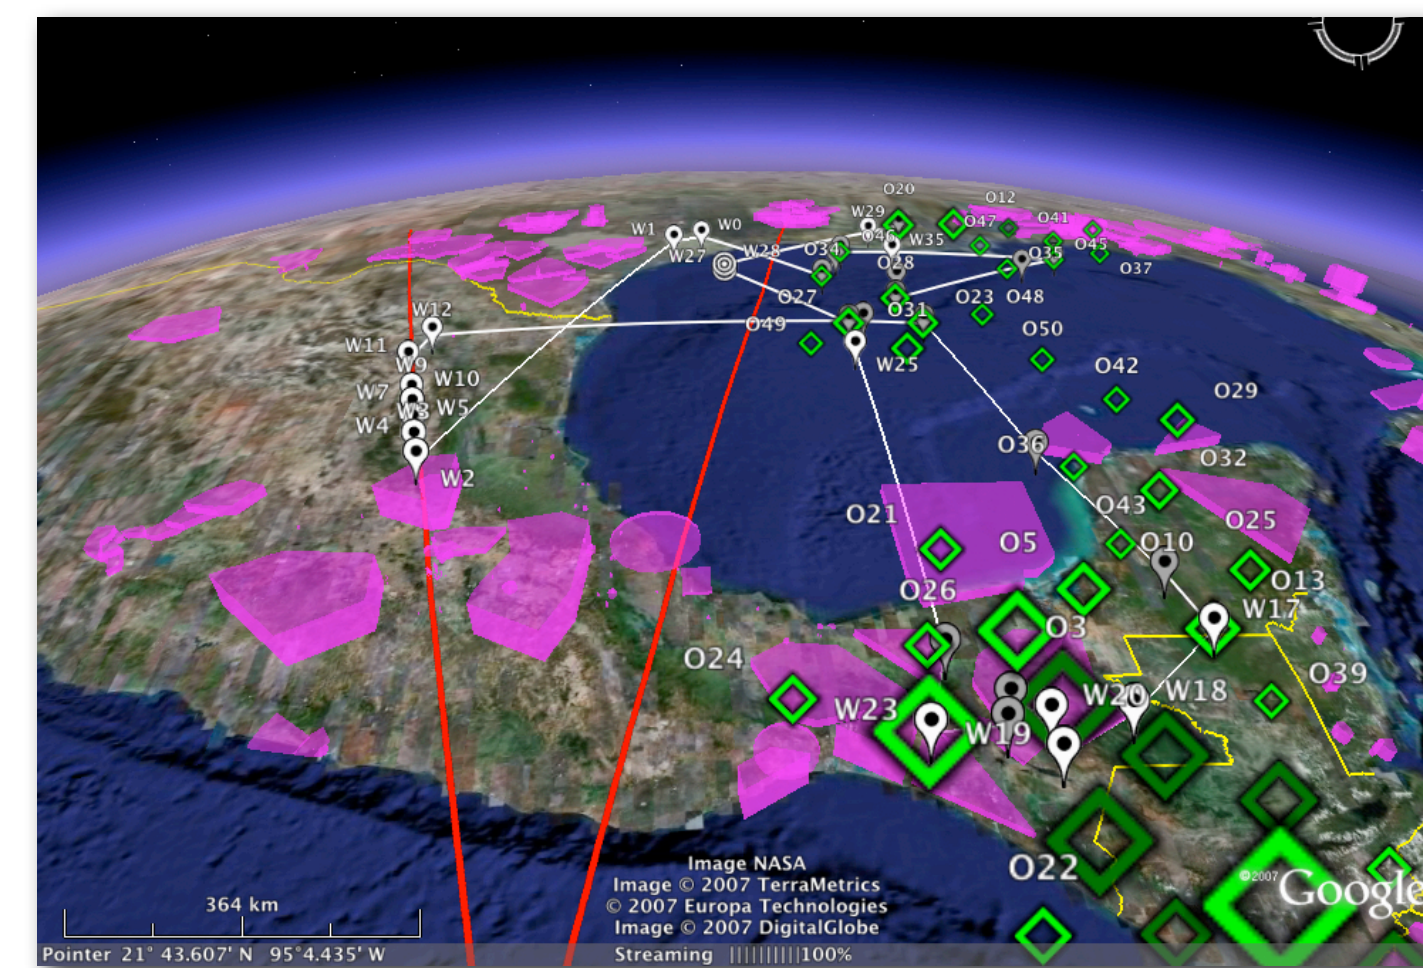 O20
O12
W29
O47
O41
W1
W0
O46
W35
O45
W27
W28
O34
O28
O35
O37
O27
O23
O48
W12
O49
O31
O50
W11
W25
W9
O42
W7
W10
O29
W3
W5
W4
O36
O32
W2
O43
O21
O25
O5
O10
O26
O13
W17
O3
O24
O39
W23
W20
W18
W19
O22
Image NASA
Image © 2007 TerraMetrics
© 2007 Europa Technologies
Image © 2007 DigitalGlobe
©2007 Google
364 km
Pointer 21° 43.607' N 95°4.435' W
Streaming ||||||||||100%